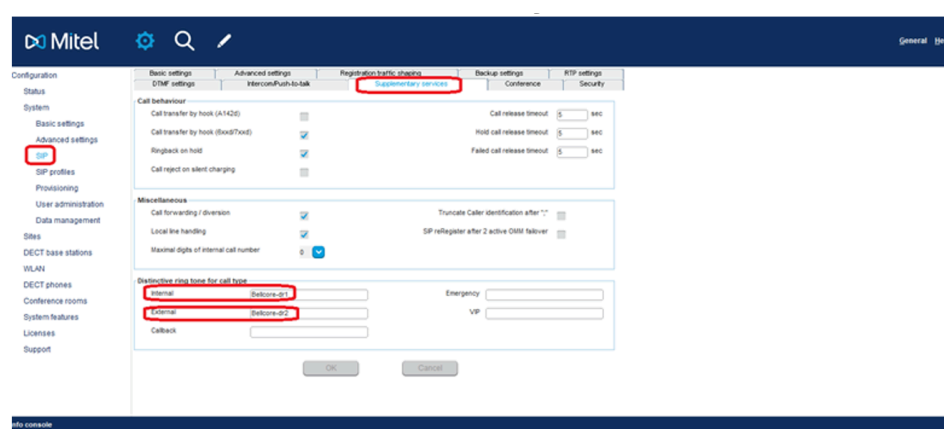 Mitel
General He
Configuration
Status
System
Basic settings
Advanced settings
SIP
SIP profiles
Provisioning
User administration
Data management
Sites
DECT base stations
WLAN
DECT phones
Conference rooms
System features
Licenses
Support
Basic settings Advanced settings Registration traffic shaping Backup settings RTP settings
DTMF settings Intercom/Push-to-talk Supplementary services Conference Security
Call behaviour
Call transfer by hook (A142d) Call release timeout 5 sec
Call transfer by hook (6xxd/7xxd) Hold call release timeout 5 sec
Ringback on hold Failed call release timeout 5 sec
Call reject on silent charging
Miscellaneous
Call forwarding / diversion Truncate Caller identification after ";"
Local line handling SIP reRegister after 2 active OMM failover
Maximal digits of internal call number 0
Distinctive ring tone for call type
Internal Bellcore-dr1 Emergency
External Bellcore-dr2 VIP
Callback
OK Cancel
nfo console